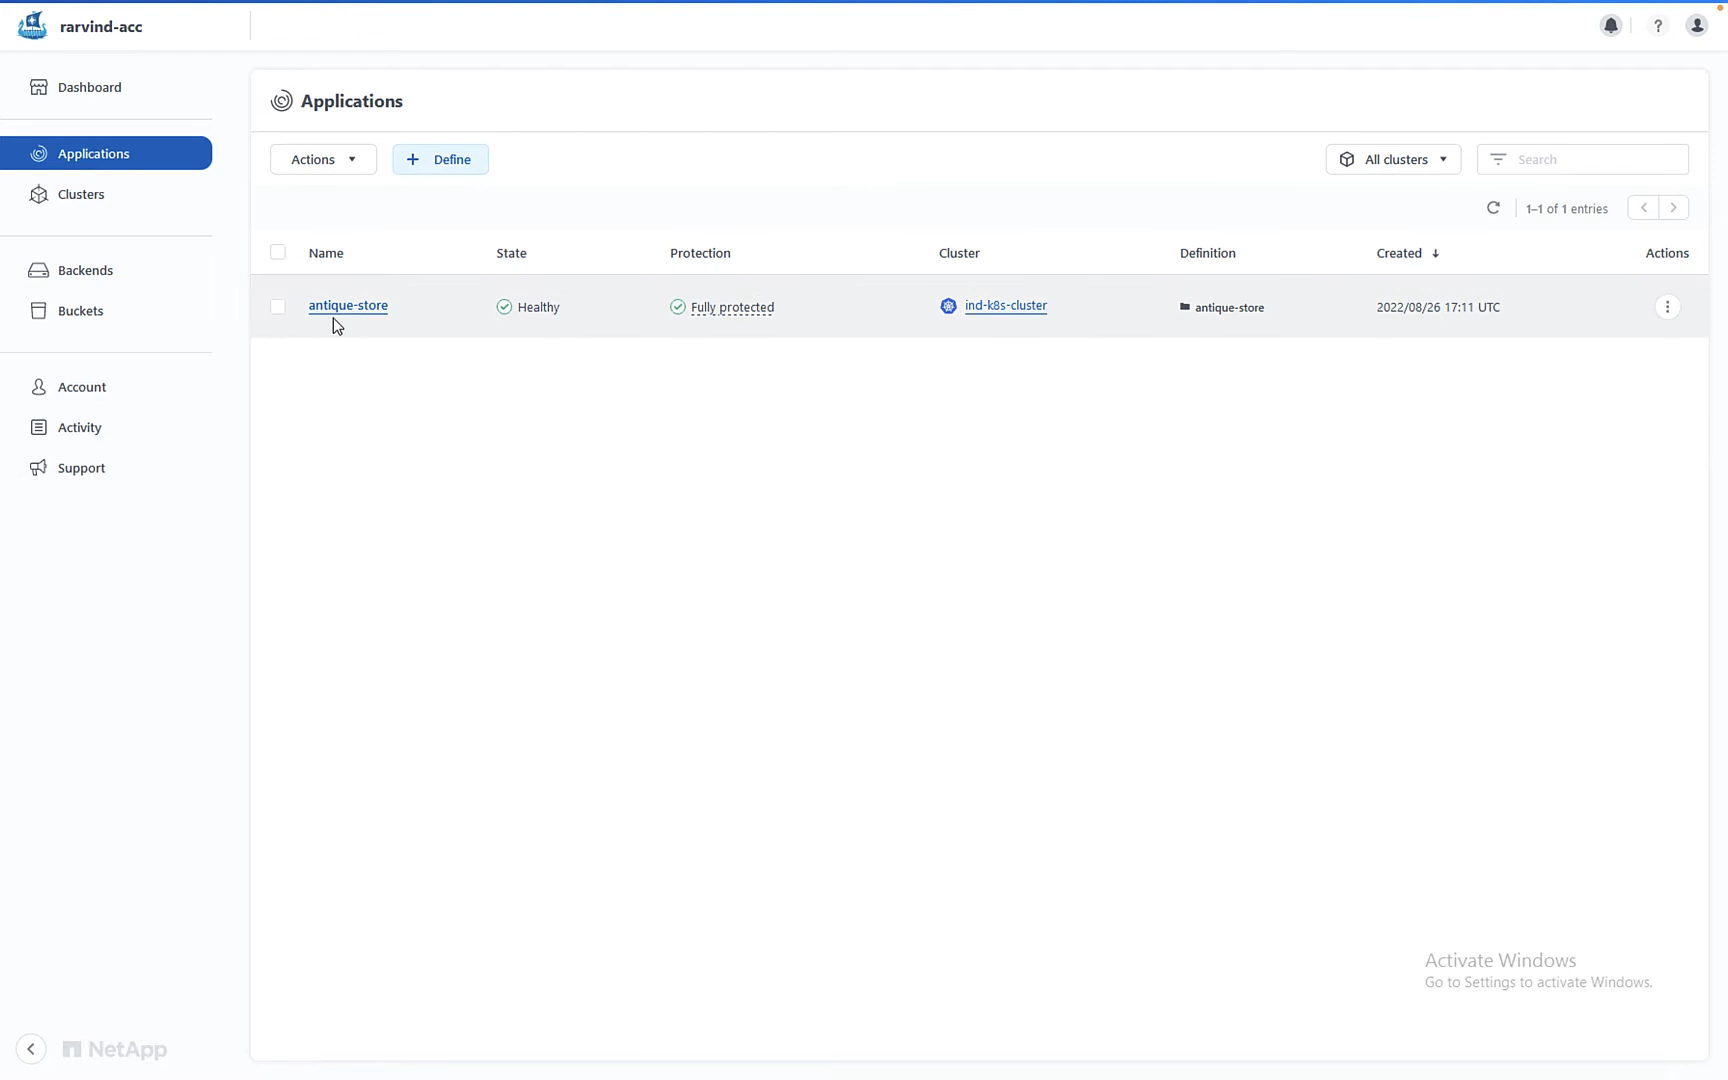 rarvind-acc
?
Dashboard
Applications
Clusters
Backends
Buckets
Account
Activity
Support
Applications
Actions
+ Define
All clusters
Search
1–1 of 1 entries
Name State Protection Cluster Definition Created ↓ Actions
antique-store Healthy Fully protected ind-k8s-cluster antique-store 2022/08/26 17:11 UTC
Activate Windows
Go to Settings to activate Windows.
NetApp